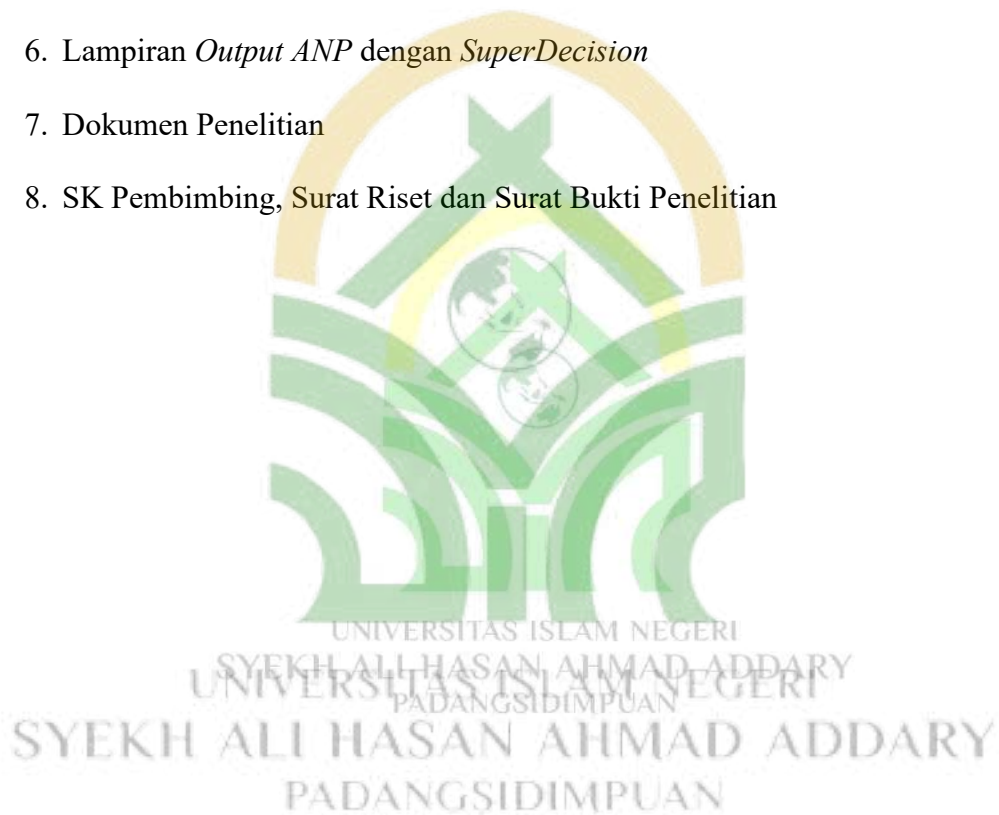 6. Lampiran Output ANP dengan SuperDecision
7. Dokumen Penelitian
8. SK Pembimbing, Surat Riset dan Surat Bukti Penelitian
UNIVERSITAS ISLAM NEGERI
SYEKH ALI HASAN AHMAD ADDARY
PADANGSIDIMPUAN
UNIVERSITAS ISLAM NEGERI
SYEKH ALI HASAN AHMAD ADDARY
PADANGSIDIMPUAN